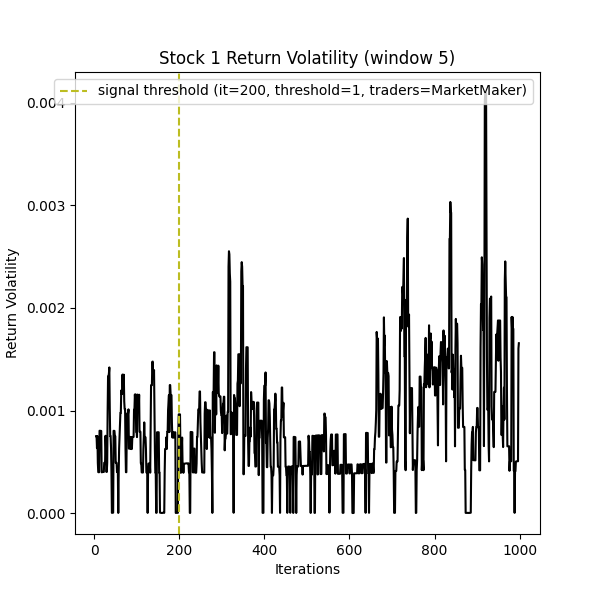 Stock 1 Return Volatility (window 5)
signal threshold (it=200, threshold=1, traders=MarketMaker)
0.004
0.003
0.002
0.001
0.000
Return Volatility
0 200 400 600 800 1000
Iterations